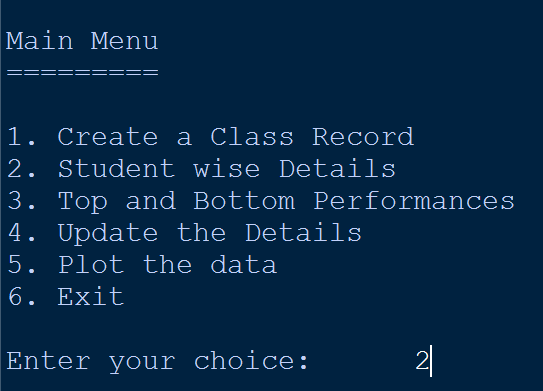 Main Menu
=========
1. Create a Class Record
2. Student wise Details
3. Top and Bottom Performances
4. Update the Details
5. Plot the data
6. Exit
Enter your choice: 2